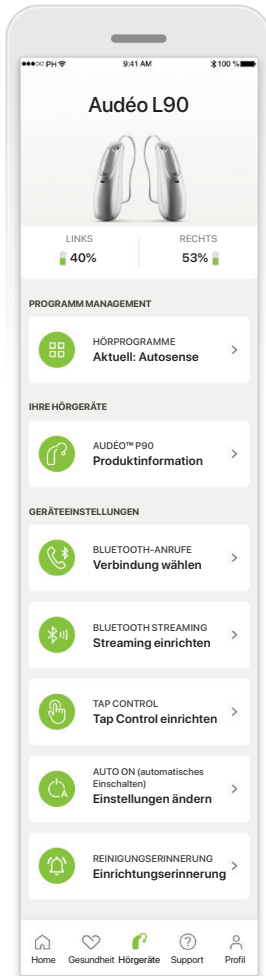 PH 9:41 AM 100 %
Audéo L90
LINKS RECHTS
40% 53%
PROGRAMM MANAGEMENT
HÖRPROGRAMME
Aktuell: Autosense
IHRE HÖRGERÄTE
AUDÉO™ P90
Produktinformation
GERÄTEEINSTELLUNGEN
BLUETOOTH-ANRUFE
Verbindung wählen
BLUETOOTH STREAMING
Streaming einrichten
TAP CONTROL
Tap Control einrichten
AUTO ON (automatisches
Einschalten)
Einstellungen ändern
REINIGUNGSERINNERUNG
Einrichtungserinnerung
Home Gesundheit Hörgeräte Support Profil